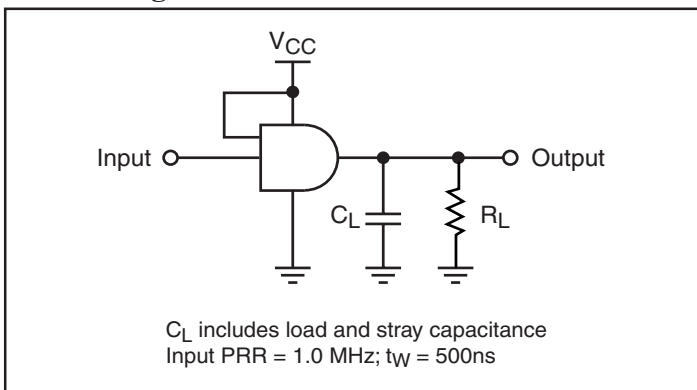 VCC
Input
Output
CL
RL
CL includes load and stray capacitance
Input PRR = 1.0 MHz; tW = 500ns